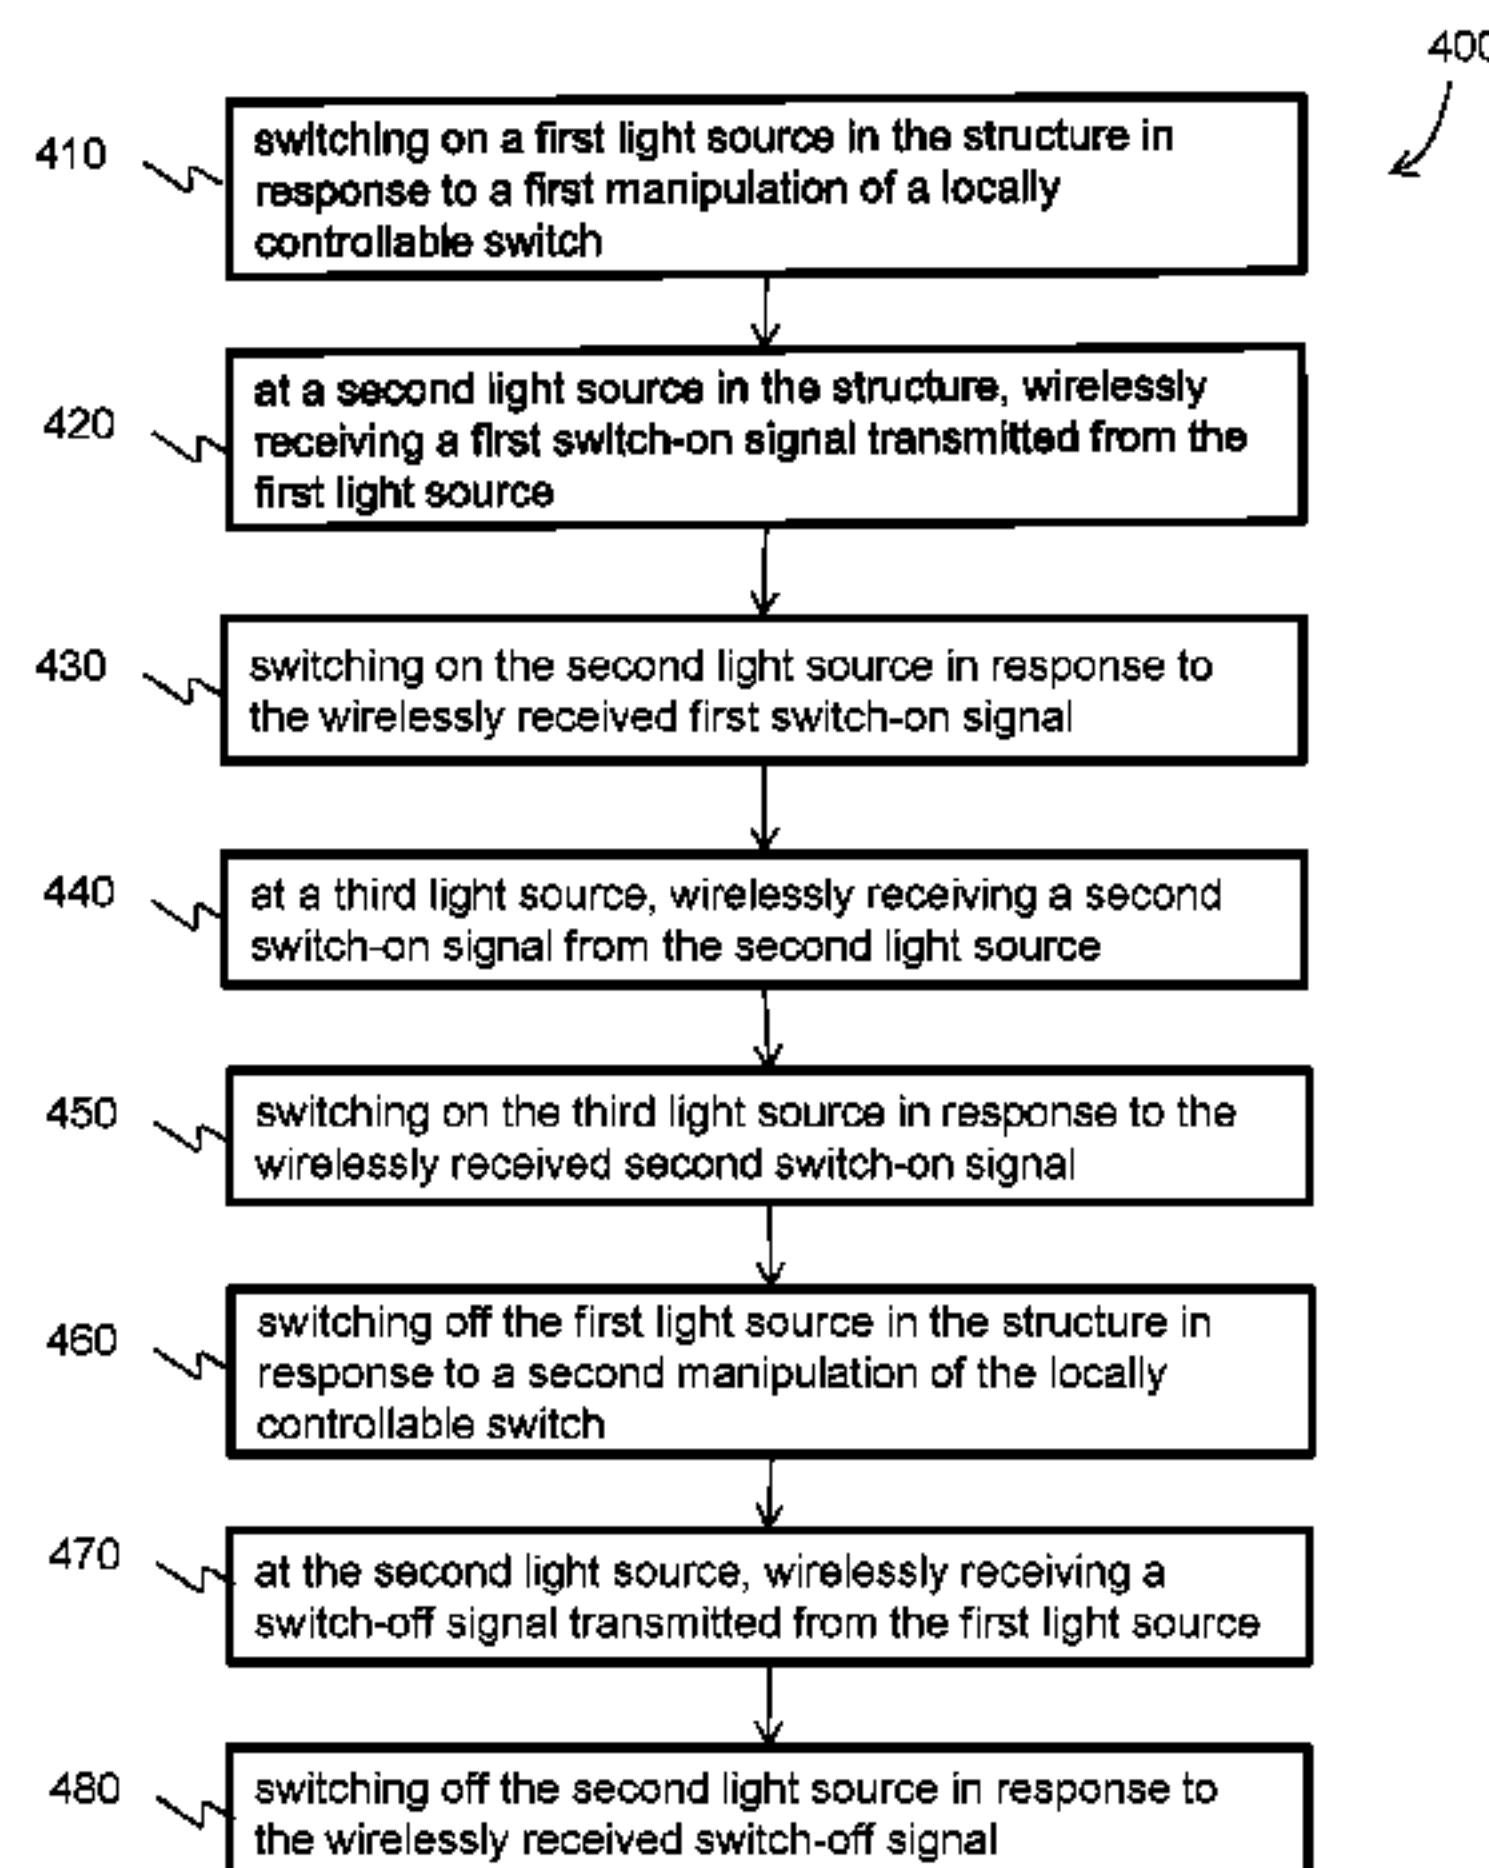 400
410
switching on a first light source in the structure in
response to a first manipulation of a locally
controllable switch
420
at a second light source in the structure, wirelessly
receiving a first switch-on signal transmitted from the
first light source
430
switching on the second light source in response to
the wirelessly received first switch-on signal
440
at a third light source, wirelessly receiving a second
switch-on signal from the second light source
450
switching on the third light source in response to the
wirelessly received second switch-on signal
460
switching off the first light source in the structure in
response to a second manipulation of the locally
controllable switch
470
at the second light source, wirelessly receiving a
switch-off signal transmitted from the first light source
480
switching off the second light source in response to
the wirelessly received switch-off signal